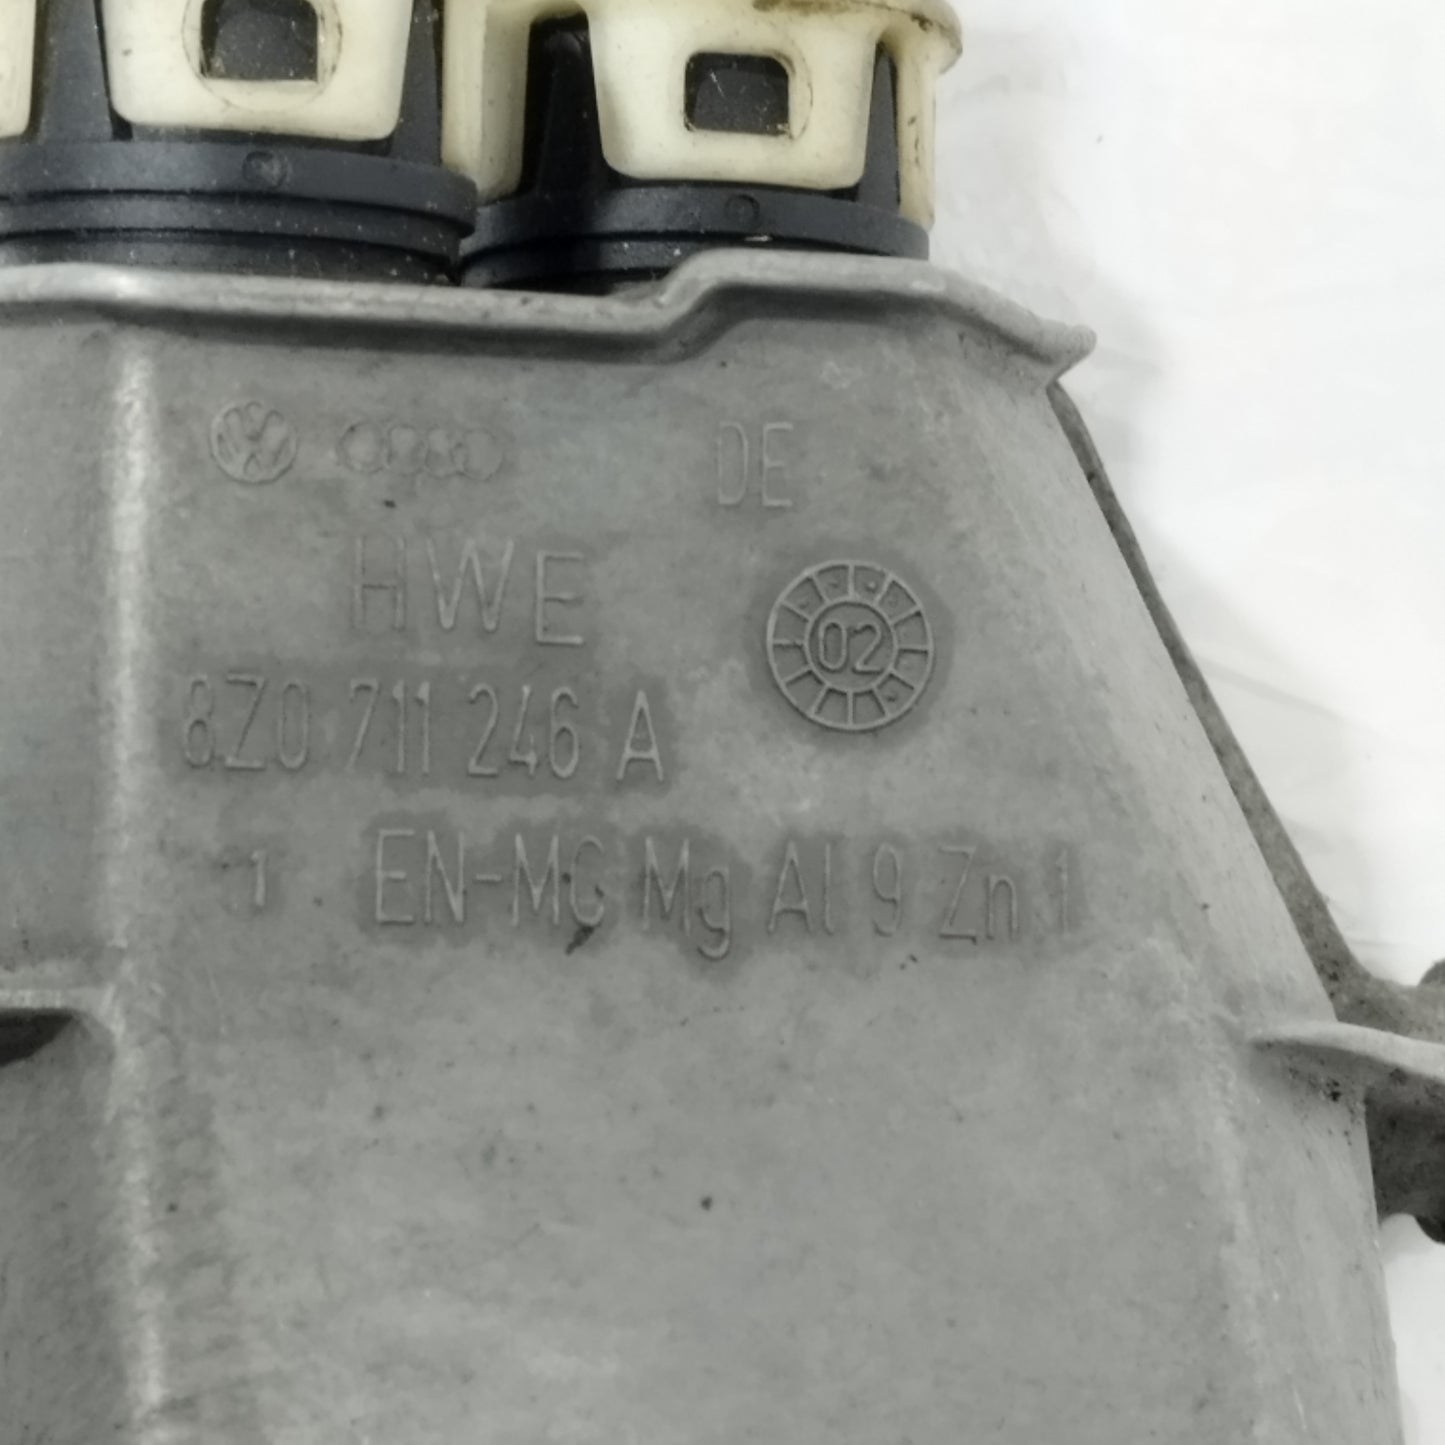 DE
HWE
02
8Z0 711 246 A
1 EN-MC Mg Al 9 Zn 1